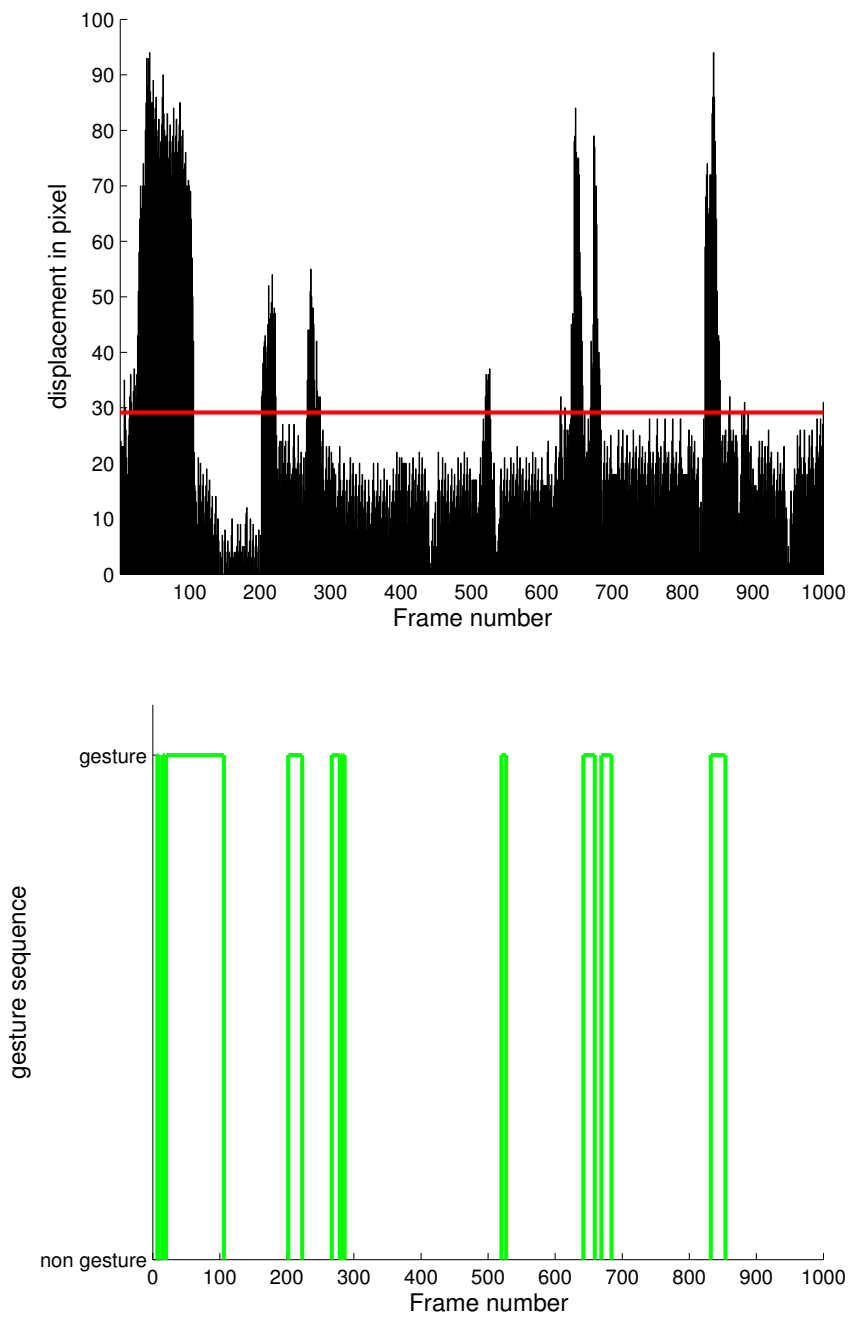 100
90
80
70
60
50
40
30
20
10
0
displacement in pixel
100 200 300 400 500 600 700 800 900 1000
Frame number
gesture
gesture sequence
non gesture
0 100 200 300 400 500 600 700 800 900 1000
Frame number